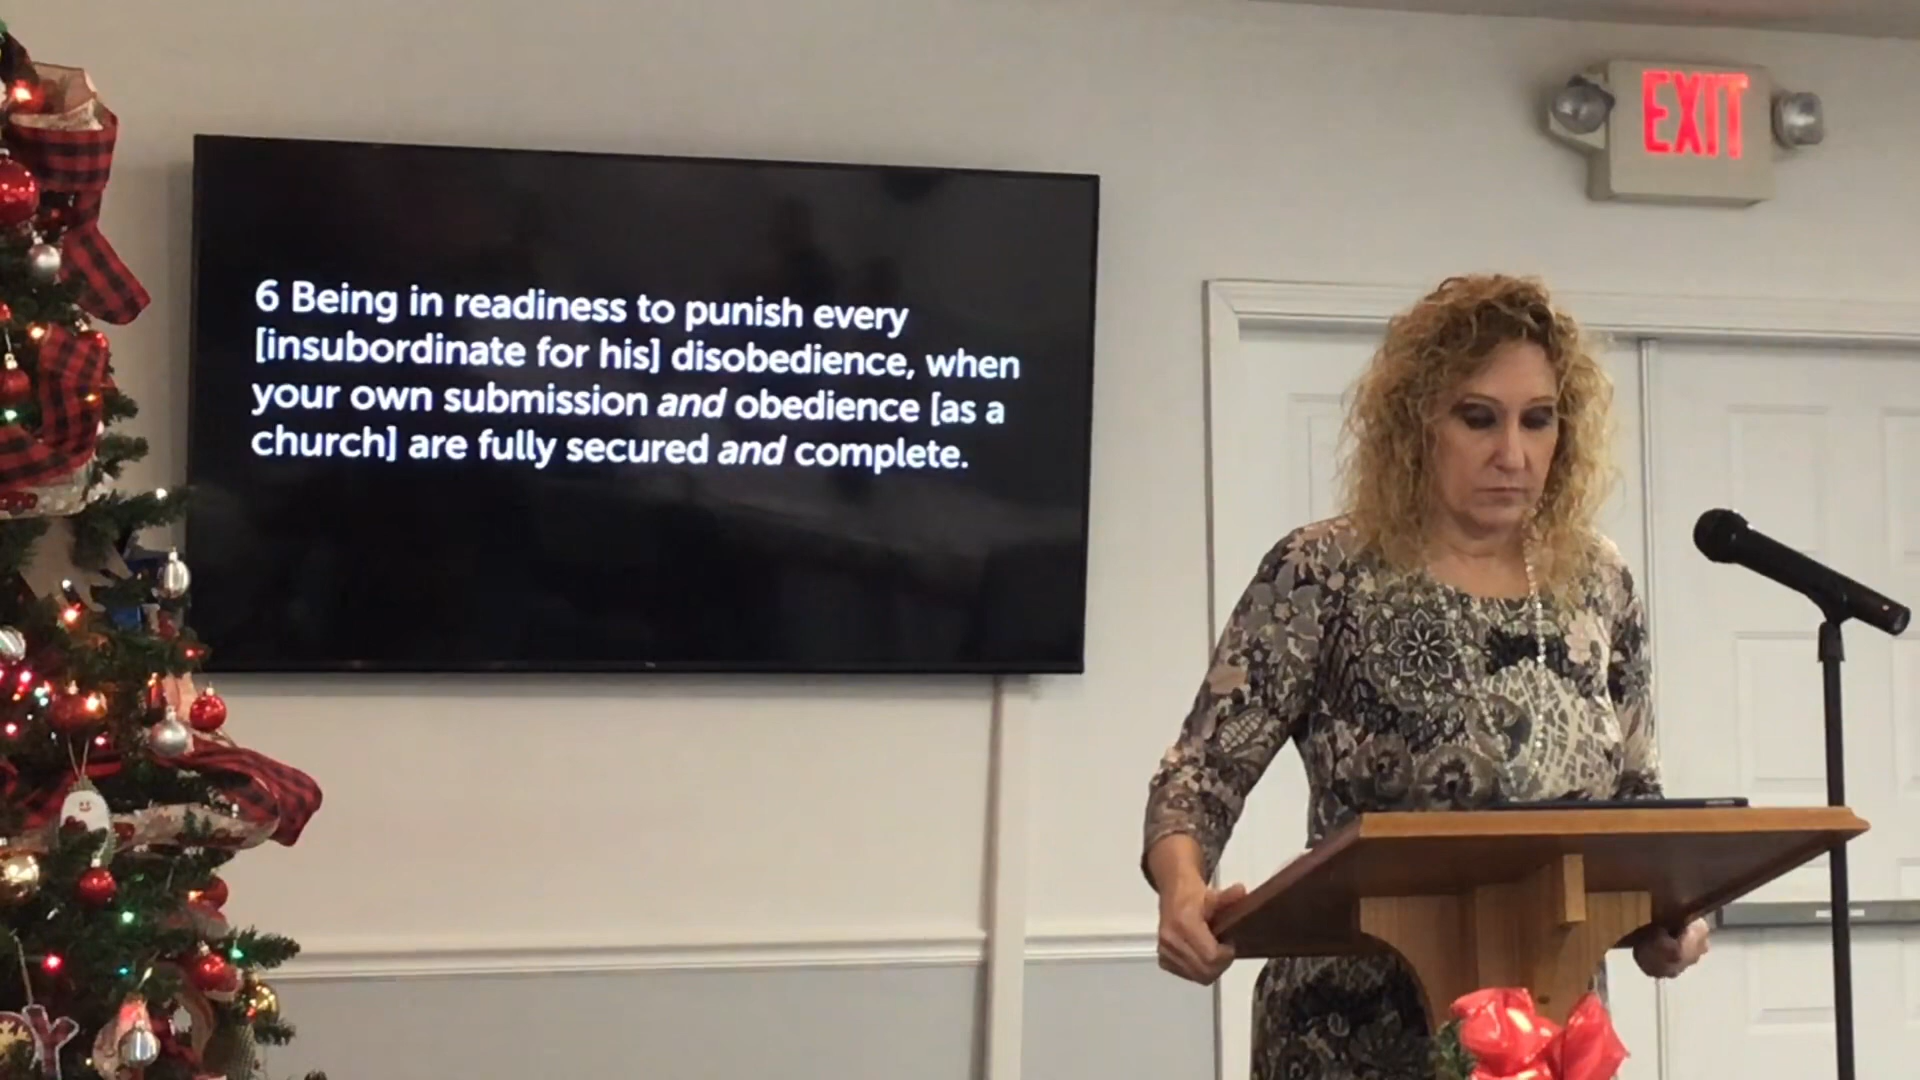 6 Being in readiness to punish every
[insubordinate for his] disobedience, when
your own submission and obedience [as a
church] are fully secured and complete.
EXIT